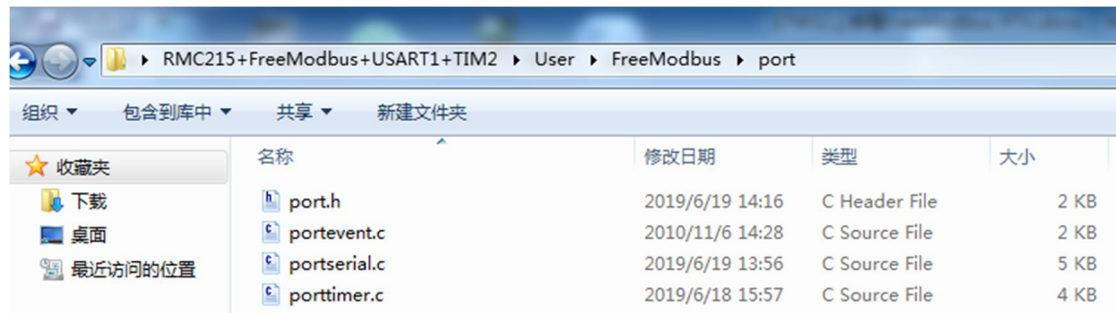 RMC215+FreeModbus+USART1+TIM2 User FreeModbus port
组织 包含到库中 共享 新建文件夹
收藏夹
下载
桌面
最近访问的位置
名称 修改日期 类型 大小
port.h 2019/6/19 14:16 C Header File 2 KB
portevent.c 2010/11/6 14:28 C Source File 2 KB
portserial.c 2019/6/19 13:56 C Source File 5 KB
porttimer.c 2019/6/18 15:57 C Source File 4 KB